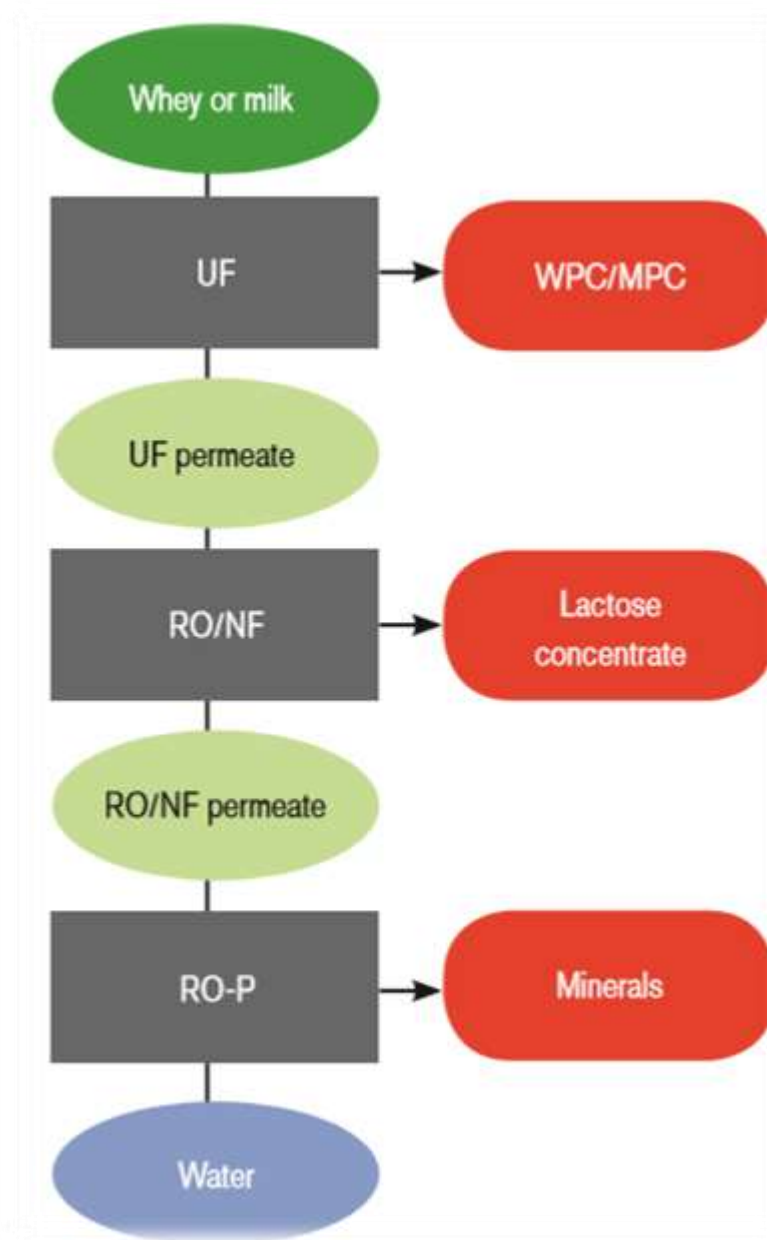 Whey or milk
UF
WPC/MPC
UF permeate
RO/NF
Lactose
concentrate
RO/NF permeate
RO-P
Minerals
Water